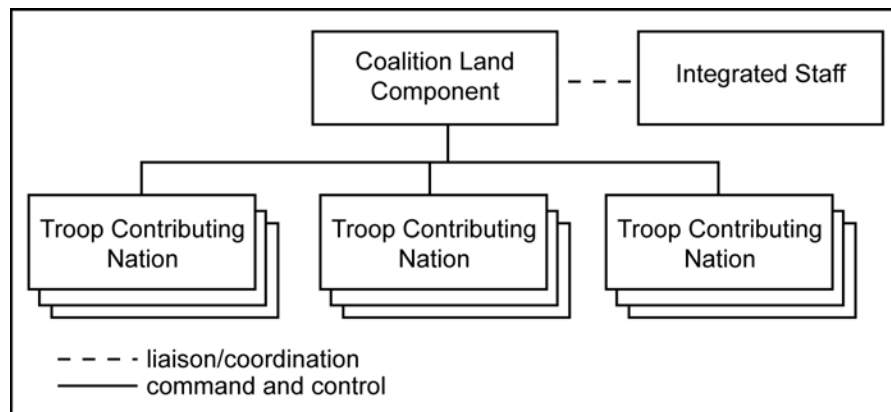 Coalition Land
Component
Integrated Staff
Troop Contributing
Nation
Troop Contributing
Nation
Troop Contributing
Nation
liaison/coordination
command and control